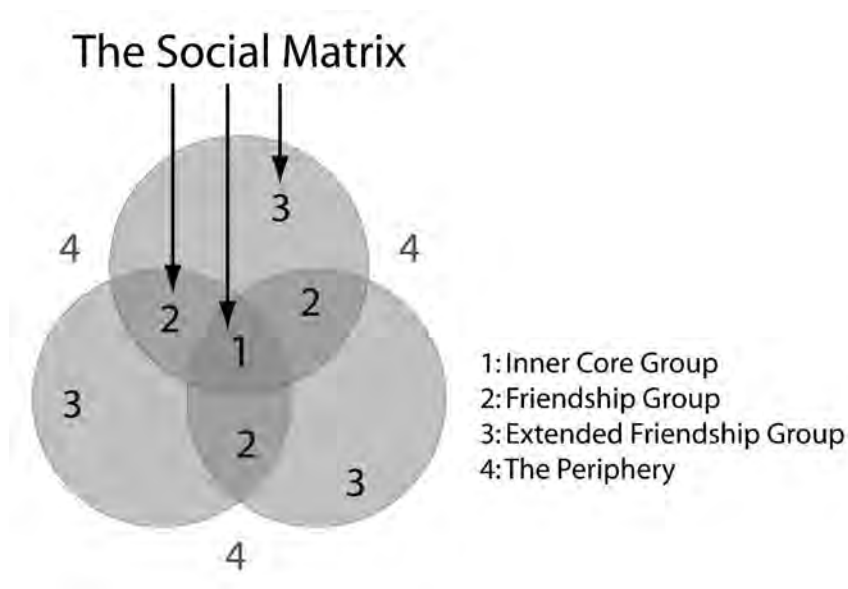 The Social Matrix
3
4
4
2
2
1
3
2
3
4
1:Inner Core Group
2:Friendship Group
3:Extended Friendship Group
4:The Periphery